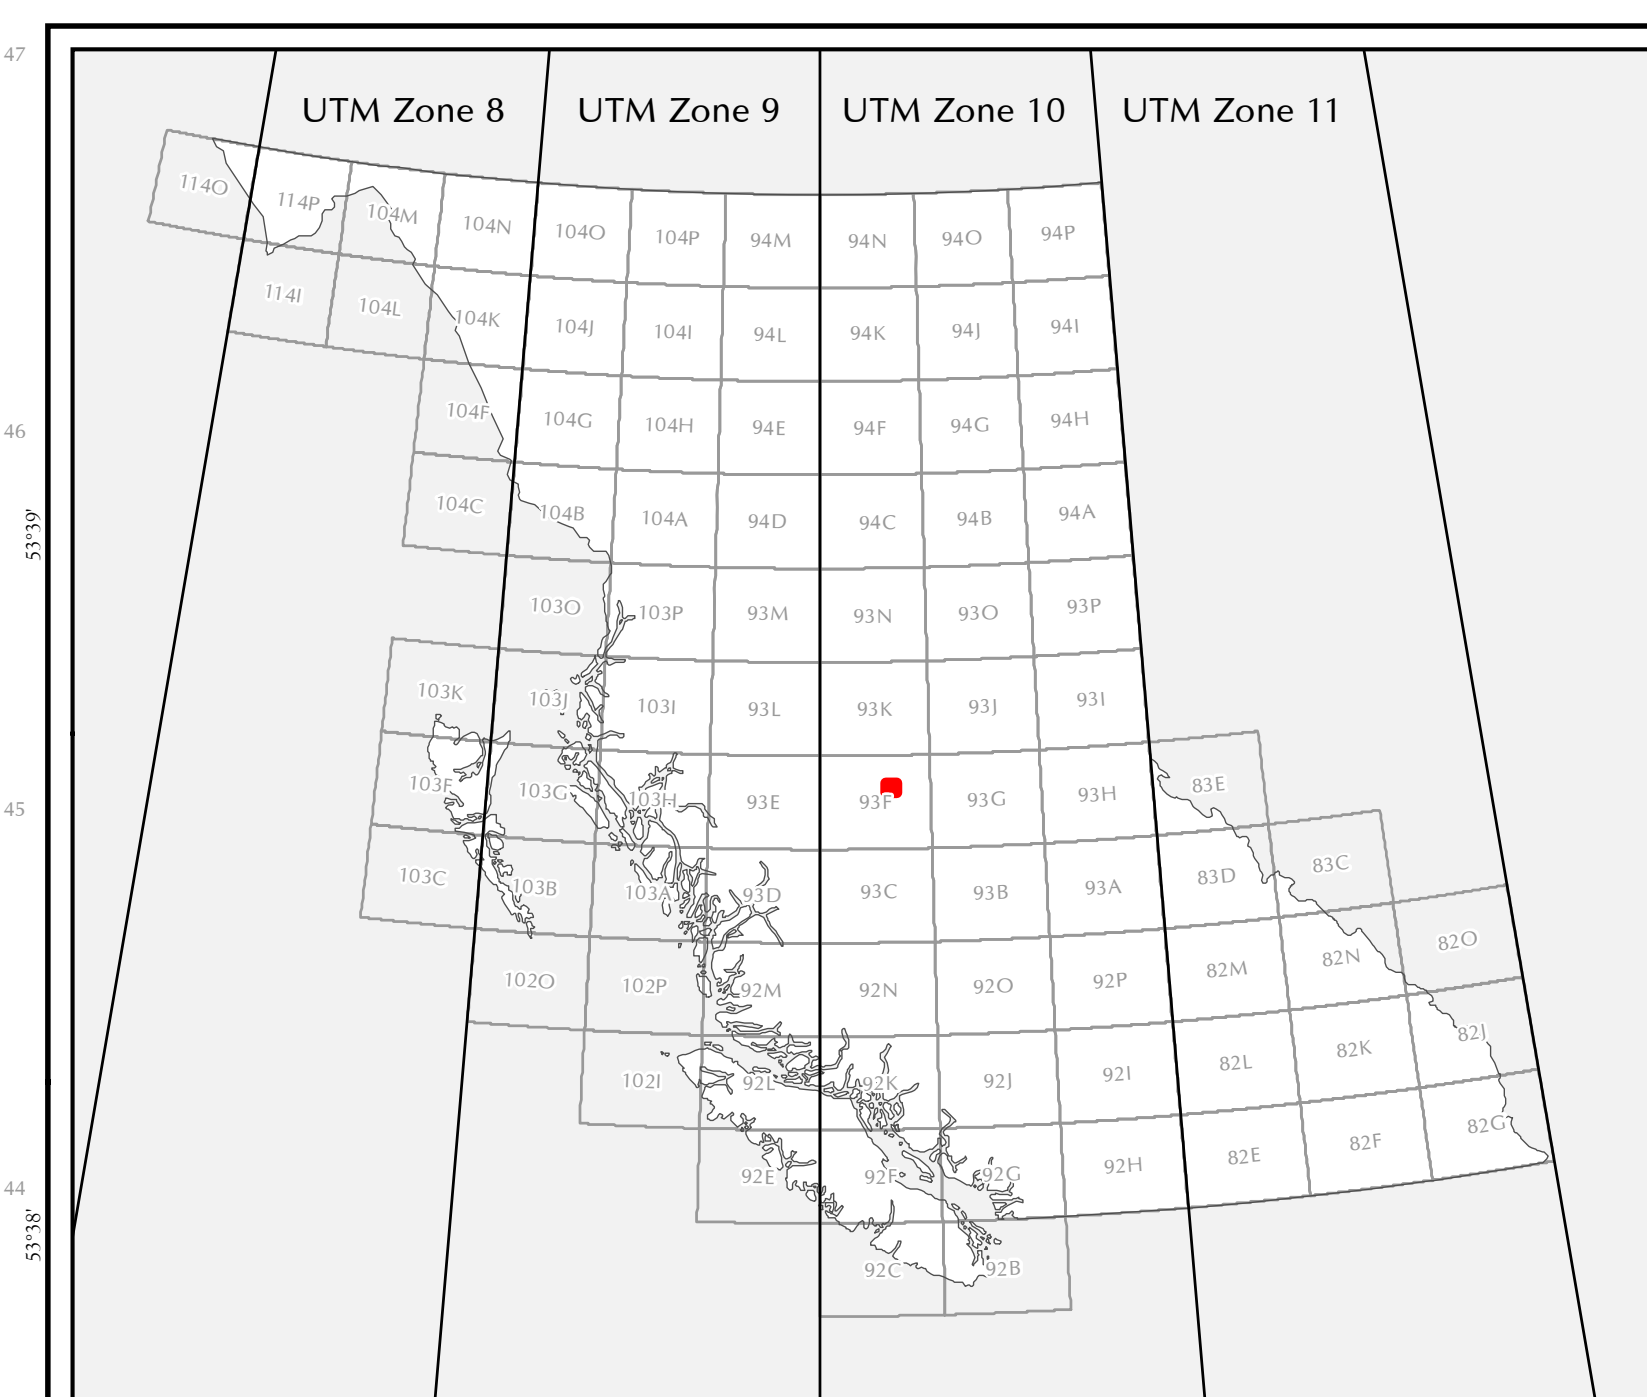 47
UTM Zone 8 UTM Zone 9 UTM Zone 10 UTM Zone 11
114O 114P 104M 104N 104O 104P 94M 94N 94O 94P
114I 104L 104K 104J 104I 94L 94K 94J 94I
46
104F 104G 104H 94E 94F 94G 94H
53°39'
104C 104B 104A 94D 94C 94B 94A
103O 103P 93M 93N 93O 93P
103K 103J 103I 93L 93K 93J 93I
45
103F 103G 103H 93E 93F 93G 93H 83E
103C 103B 103A 93D 93C 93B 93A 83D 83C
102O 102P 92M 92N 92O 92P 82M 82N 82O
102I 92L 92K 92J 92I 82L 82K 82J
44
53°38'
92E 92F 92G 92H 82E 82F 82G
92C 92B